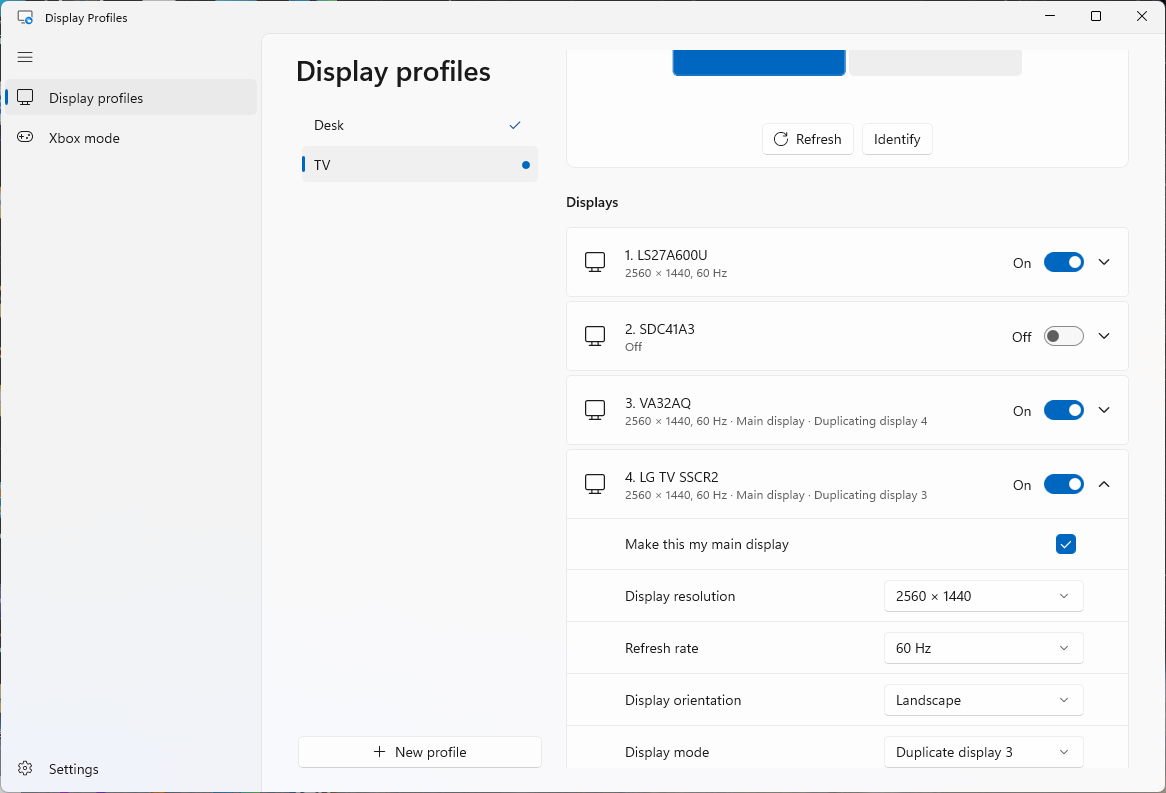 Display Profiles
Display profiles
Xbox mode
Settings
Display profiles
Desk
TV
New profile
Refresh
Identify
Displays
1. LS27A600U
2560 × 1440, 60 Hz
On
2. SDC41A3
Off
Off
3. VA32AQ
2560 × 1440, 60 Hz · Main display · Duplicating display 4
On
4. LG TV SSCR2
2560 × 1440, 60 Hz · Main display · Duplicating display 3
On
Make this my main display
Display resolution
2560 × 1440
Refresh rate
60 Hz
Display orientation
Landscape
Display mode
Duplicate display 3